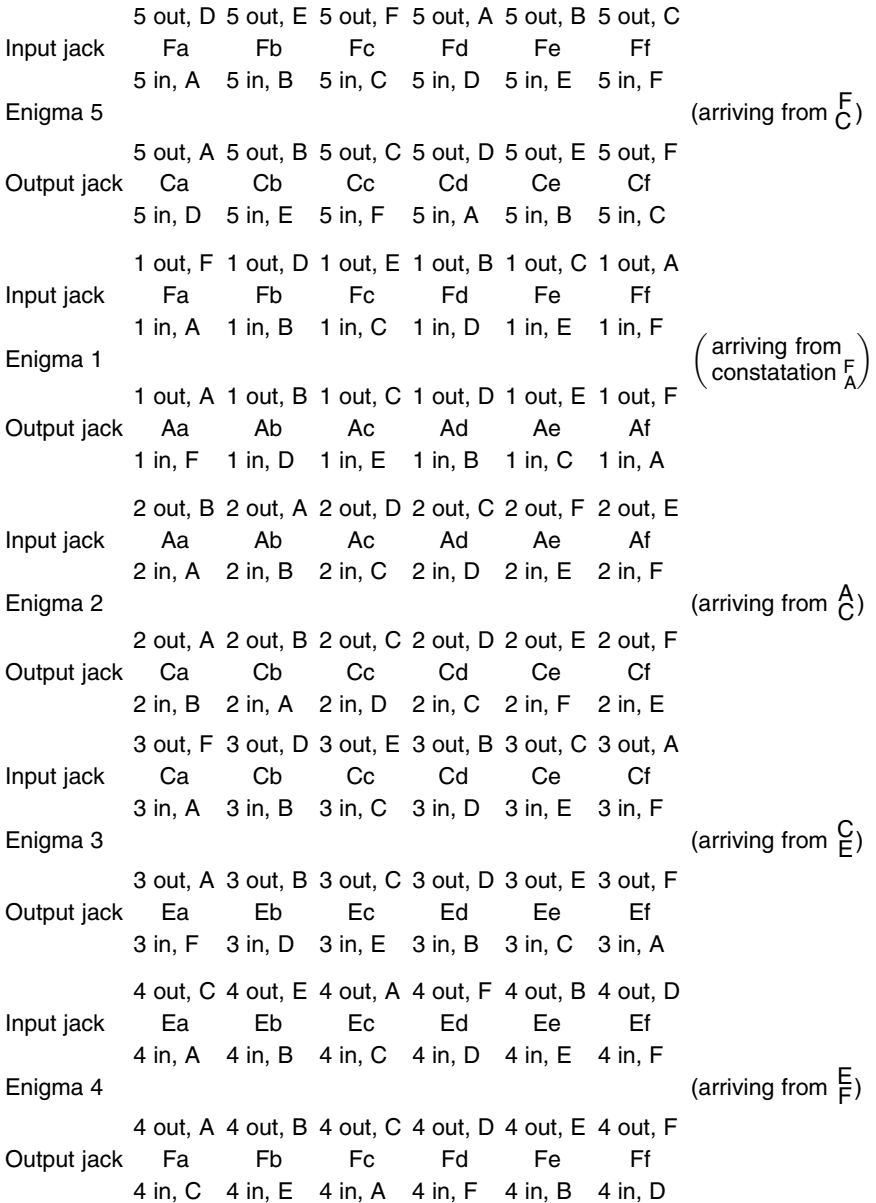 5 out, D 5 out, E 5 out, F 5 out, A 5 out, B 5 out, C
Input jack Fa Fb Fc Fd Fe Ff
5 in, A 5 in, B 5 in, C 5 in, D 5 in, E 5 in, F
Enigma 5 (arriving from F C)
5 out, A 5 out, B 5 out, C 5 out, D 5 out, E 5 out, F
Output jack Ca Cb Cc Cd Ce Cf
5 in, D 5 in, E 5 in, F 5 in, A 5 in, B 5 in, C
1 out, F 1 out, D 1 out, E 1 out, B 1 out, C 1 out, A
Input jack Fa Fb Fc Fd Fe Ff
1 in, A 1 in, B 1 in, C 1 in, D 1 in, E 1 in, F
Enigma 1 (arriving from
constatation F A)
1 out, A 1 out, B 1 out, C 1 out, D 1 out, E 1 out, F
Output jack Aa Ab Ac Ad Ae Af
1 in, F 1 in, D 1 in, E 1 in, B 1 in, C 1 in, A
2 out, B 2 out, A 2 out, D 2 out, C 2 out, F 2 out, E
Input jack Aa Ab Ac Ad Ae Af
2 in, A 2 in, B 2 in, C 2 in, D 2 in, E 2 in, F
Enigma 2 (arriving from A C)
2 out, A 2 out, B 2 out, C 2 out, D 2 out, E 2 out, F
Output jack Ca Cb Cc Cd Ce Cf
2 in, B 2 in, A 2 in, D 2 in, C 2 in, F 2 in, E
3 out, F 3 out, D 3 out, E 3 out, B 3 out, C 3 out, A
Input jack Ca Cb Cc Cd Ce Cf
3 in, A 3 in, B 3 in, C 3 in, D 3 in, E 3 in, F
Enigma 3 (arriving from C E)
3 out, A 3 out, B 3 out, C 3 out, D 3 out, E 3 out, F
Output jack Ea Eb Ec Ed Ee Ef
3 in, F 3 in, D 3 in, E 3 in, B 3 in, C 3 in, A
4 out, C 4 out, E 4 out, A 4 out, F 4 out, B 4 out, D
Input jack Ea Eb Ec Ed Ee Ef
4 in, A 4 in, B 4 in, C 4 in, D 4 in, E 4 in, F
Enigma 4 (arriving from E F)
4 out, A 4 out, B 4 out, C 4 out, D 4 out, E 4 out, F
Output jack Fa Fb Fc Fd Fe Ff
4 in, C 4 in, E 4 in, A 4 in, F 4 in, B 4 in, D